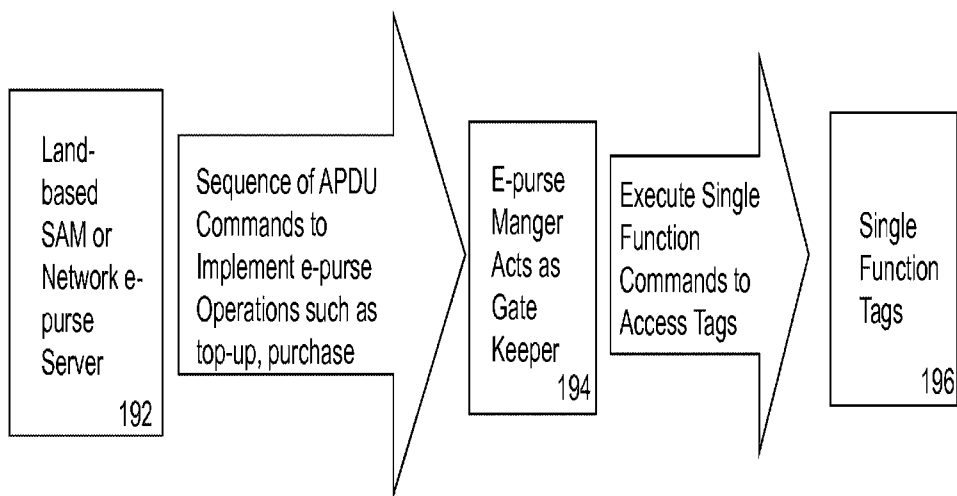 Land-
based
SAM or
Network e-
purse
Server
192
Sequence of APDU
Commands to
Implement e-purse
Operations such as
top-up, purchase
E-purse
Manger
Acts as
Gate
Keeper
194
Execute Single
Function
Commands to
Access Tags
Single
Function
Tags
196